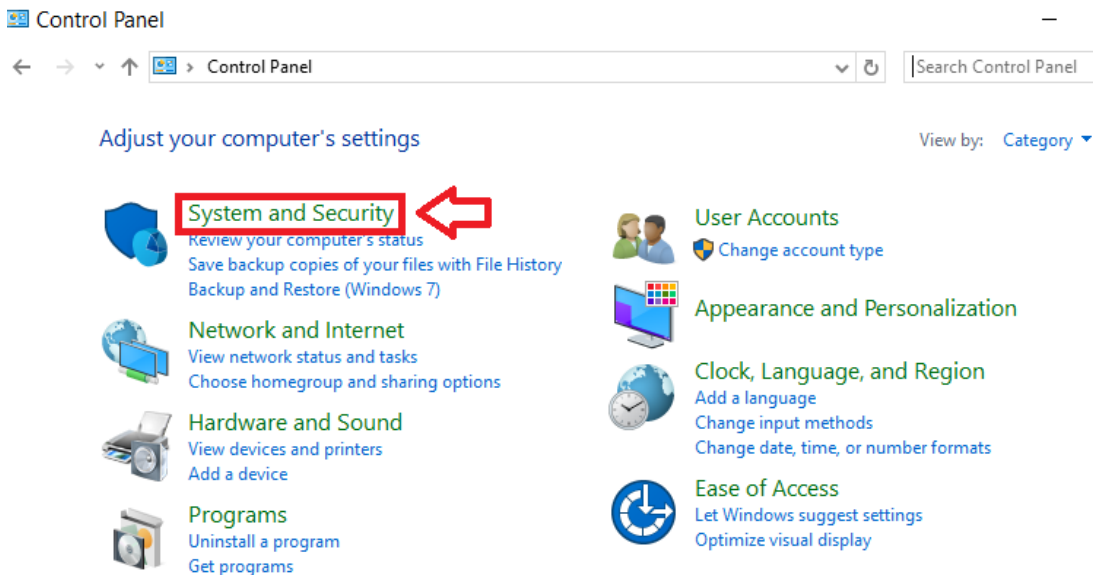 Control Panel
Control Panel
Search Control Panel
Adjust your computer's settings
View by: Category
System and Security
Review your computer's status
Save backup copies of your files with File History
Backup and Restore (Windows 7)
Network and Internet
View network status and tasks
Choose homegroup and sharing options
Hardware and Sound
View devices and printers
Add a device
Programs
Uninstall a program
Get programs
User Accounts
Change account type
Appearance and Personalization
Clock, Language, and Region
Add a language
Change input methods
Change date, time, or number formats
Ease of Access
Let Windows suggest settings
Optimize visual display